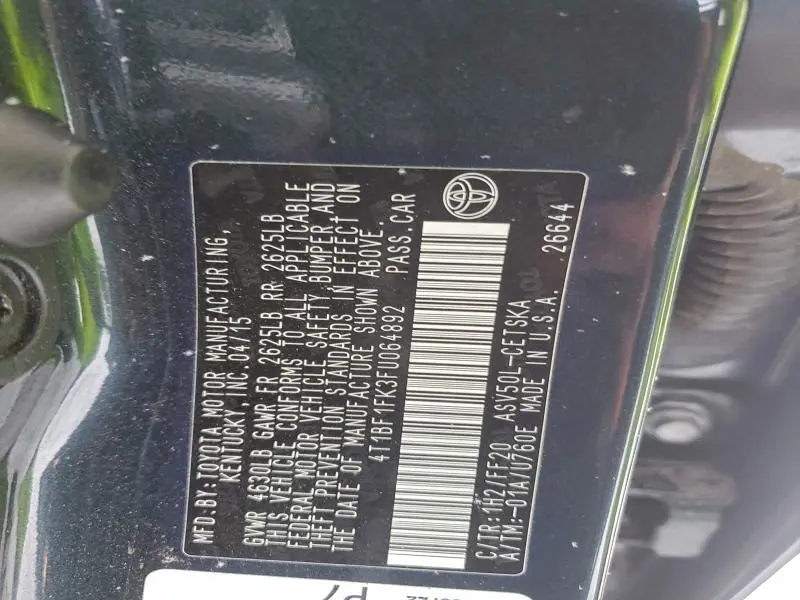 MFD.BY: TOYOTA MOTOR MANUFACTURING,
KENTUCKY, INC. 04/15
GVWR 4630LB GAWR FR 2625LB RR 2625LB
THIS VEHICLE CONFORMS TO ALL APPLICABLE
FEDERAL MOTOR VEHICLE SAFETY, BUMPER, AND
THEFT PREVENTION STANDARDS IN EFFECT ON
THE DATE OF MANUFACTURE SHOWN ABOVE.
4T1BF1FK3FU064892 PASS.CAR
C/TR: 1H2/FF20 ASV50L-CETSKA
A/TM:-01A/U760E MADE IN U.S.A. 26644